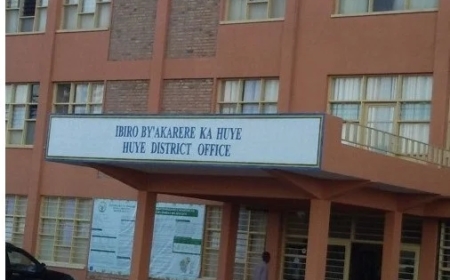 IBIRO BY'AKARERE KA HUYE
HUYE DISTRICT OFFICE